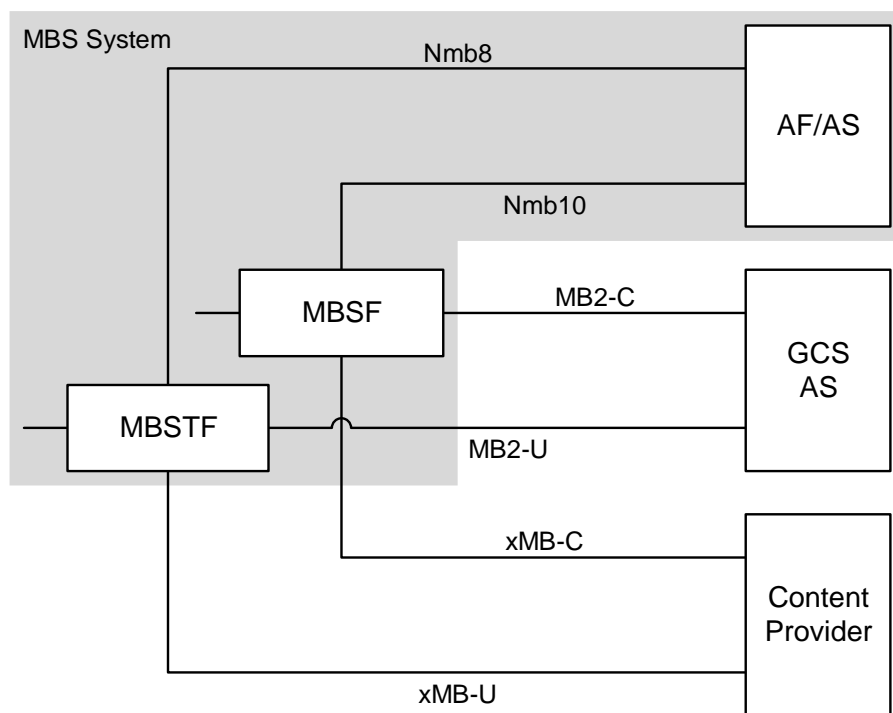 MBS System
Nmb8
AF/AS
Nmb10
MBSF
MB2-C
GCS
AS
MBSTF
MB2-U
xMB-C
Content
Provider
xMB-U